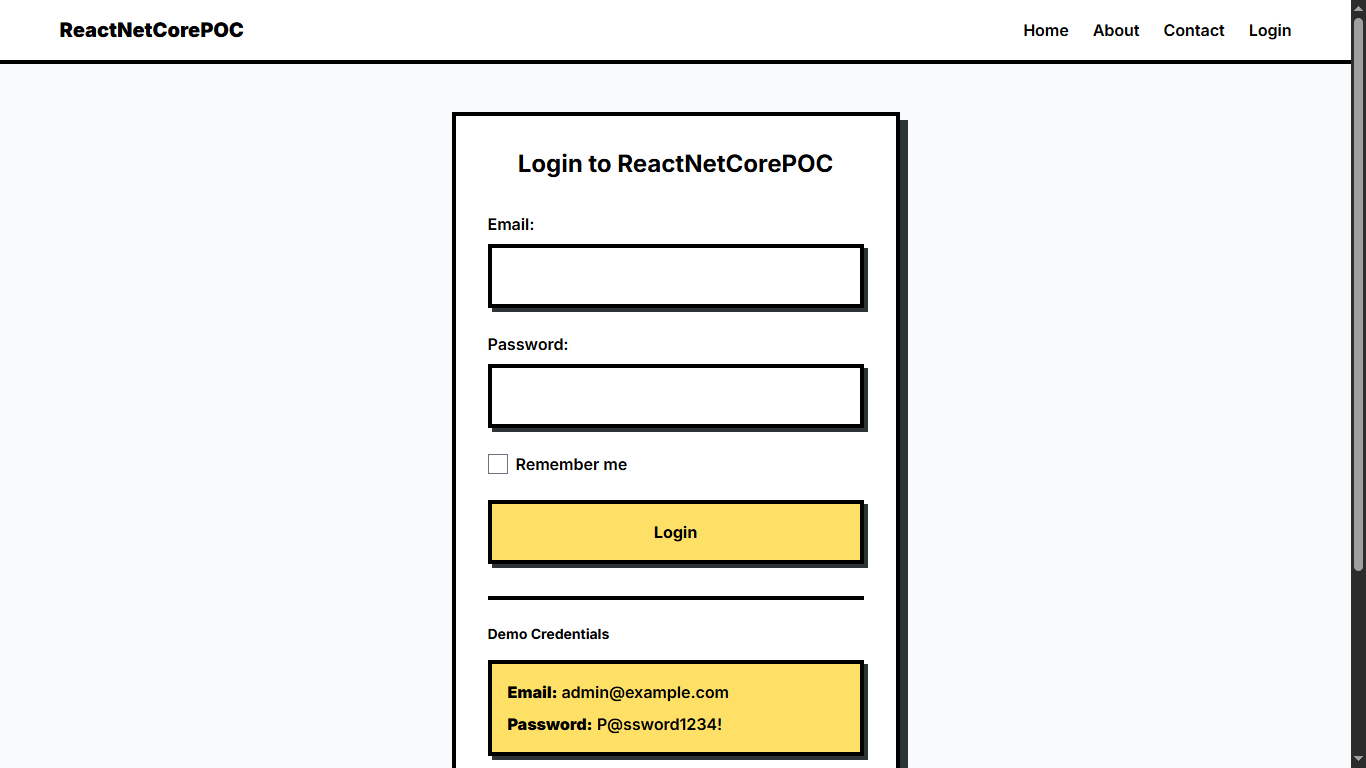 ReactNetCorePOC
Home About Contact Login
Login to ReactNetCorePOC
Email:
Password:
Remember me
Login
Demo Credentials
Email: admin@example.com
Password: P@ssword1234!